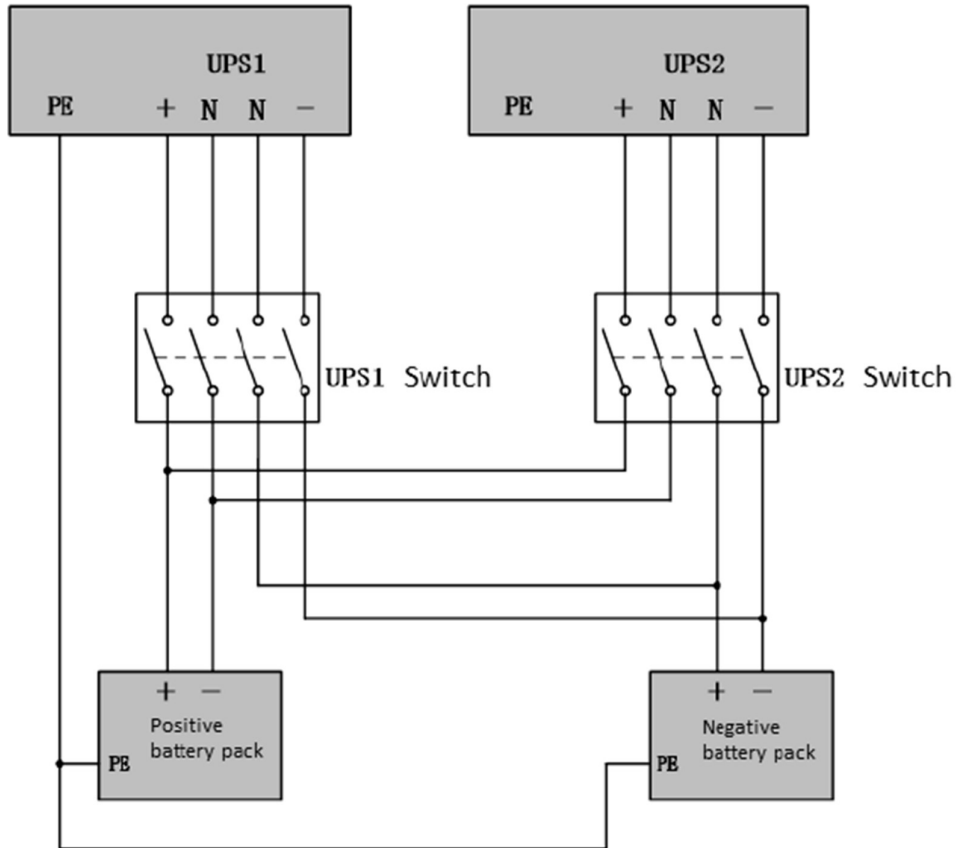 UPS1
UPS2
PE + N N −
PE + N N −
UPS1 Switch
UPS2 Switch
+ −
Positive
battery pack
PE
+ −
Negative
battery pack
PE